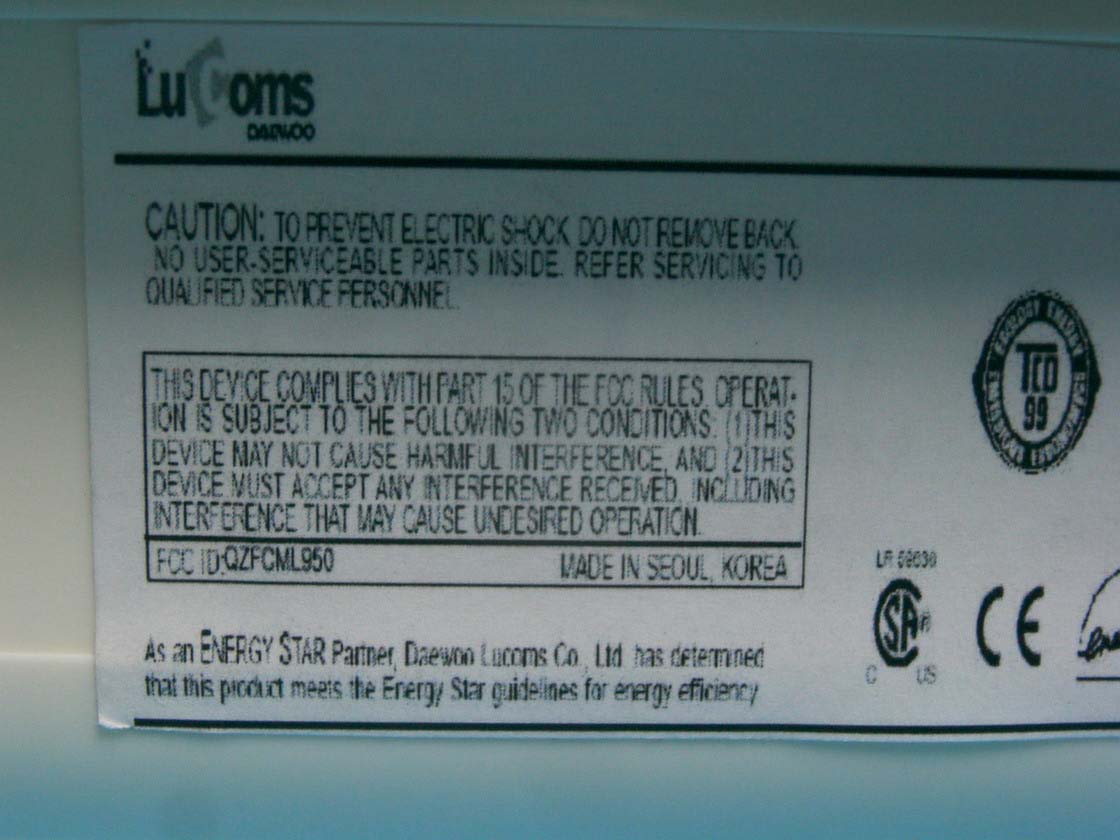 LuComs
DAEWOO
CAUTION: TO PREVENT ELECTRIC SHOCK, DO NOT REMOVE BACK.
NO USER-SERVICEABLE PARTS INSIDE. REFER SERVICING TO
QUALIFIED SERVICE PERSONNEL.
THIS DEVICE COMPLIES WITH PART 15 OF THE FCC RULES. OPERAT-
ION IS SUBJECT TO THE FOLLOWING TWO CONDITIONS: (1)THIS
DEVICE MAY NOT CAUSE HARMFUL INTERFERENCE, AND (2)THIS
DEVICE MUST ACCEPT ANY INTERFERENCE RECEIVED, INCLUDING
INTERFERENCE THAT MAY CAUSE UNDESIRED OPERATION.
FCC ID:QZFCML950 MADE IN SEOUL, KOREA
As an ENERGY STAR Partner, Daewoo Lucoms Co., Ltd. has determined
that this product meets the Energy Star guidelines for energy efficiency
TCO
99
ECOLOGY ENERGY
LR
SA®
C US
CE